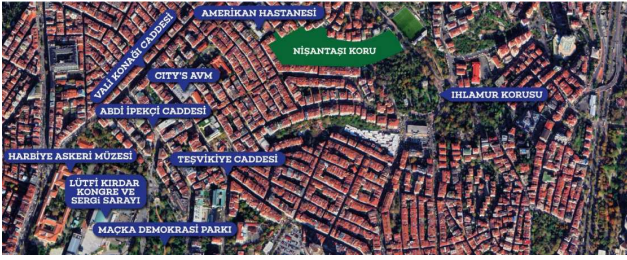 AMERİKAN HASTANESİ
VALİ KONAĞI CADDESİ
NİŞANTAŞI KORU
CITY'S AVM
IHLAMUR KORUSU
ABDİ İPEKÇİ CADDESİ
HARBİYE ASKERİ MÜZESİ
TEŞVİKİYE CADDESİ
LÜTFİ KIRDAR
KONGRE VE
SERGİ SARAYI
MAÇKA DEMOKRASİ PARKI